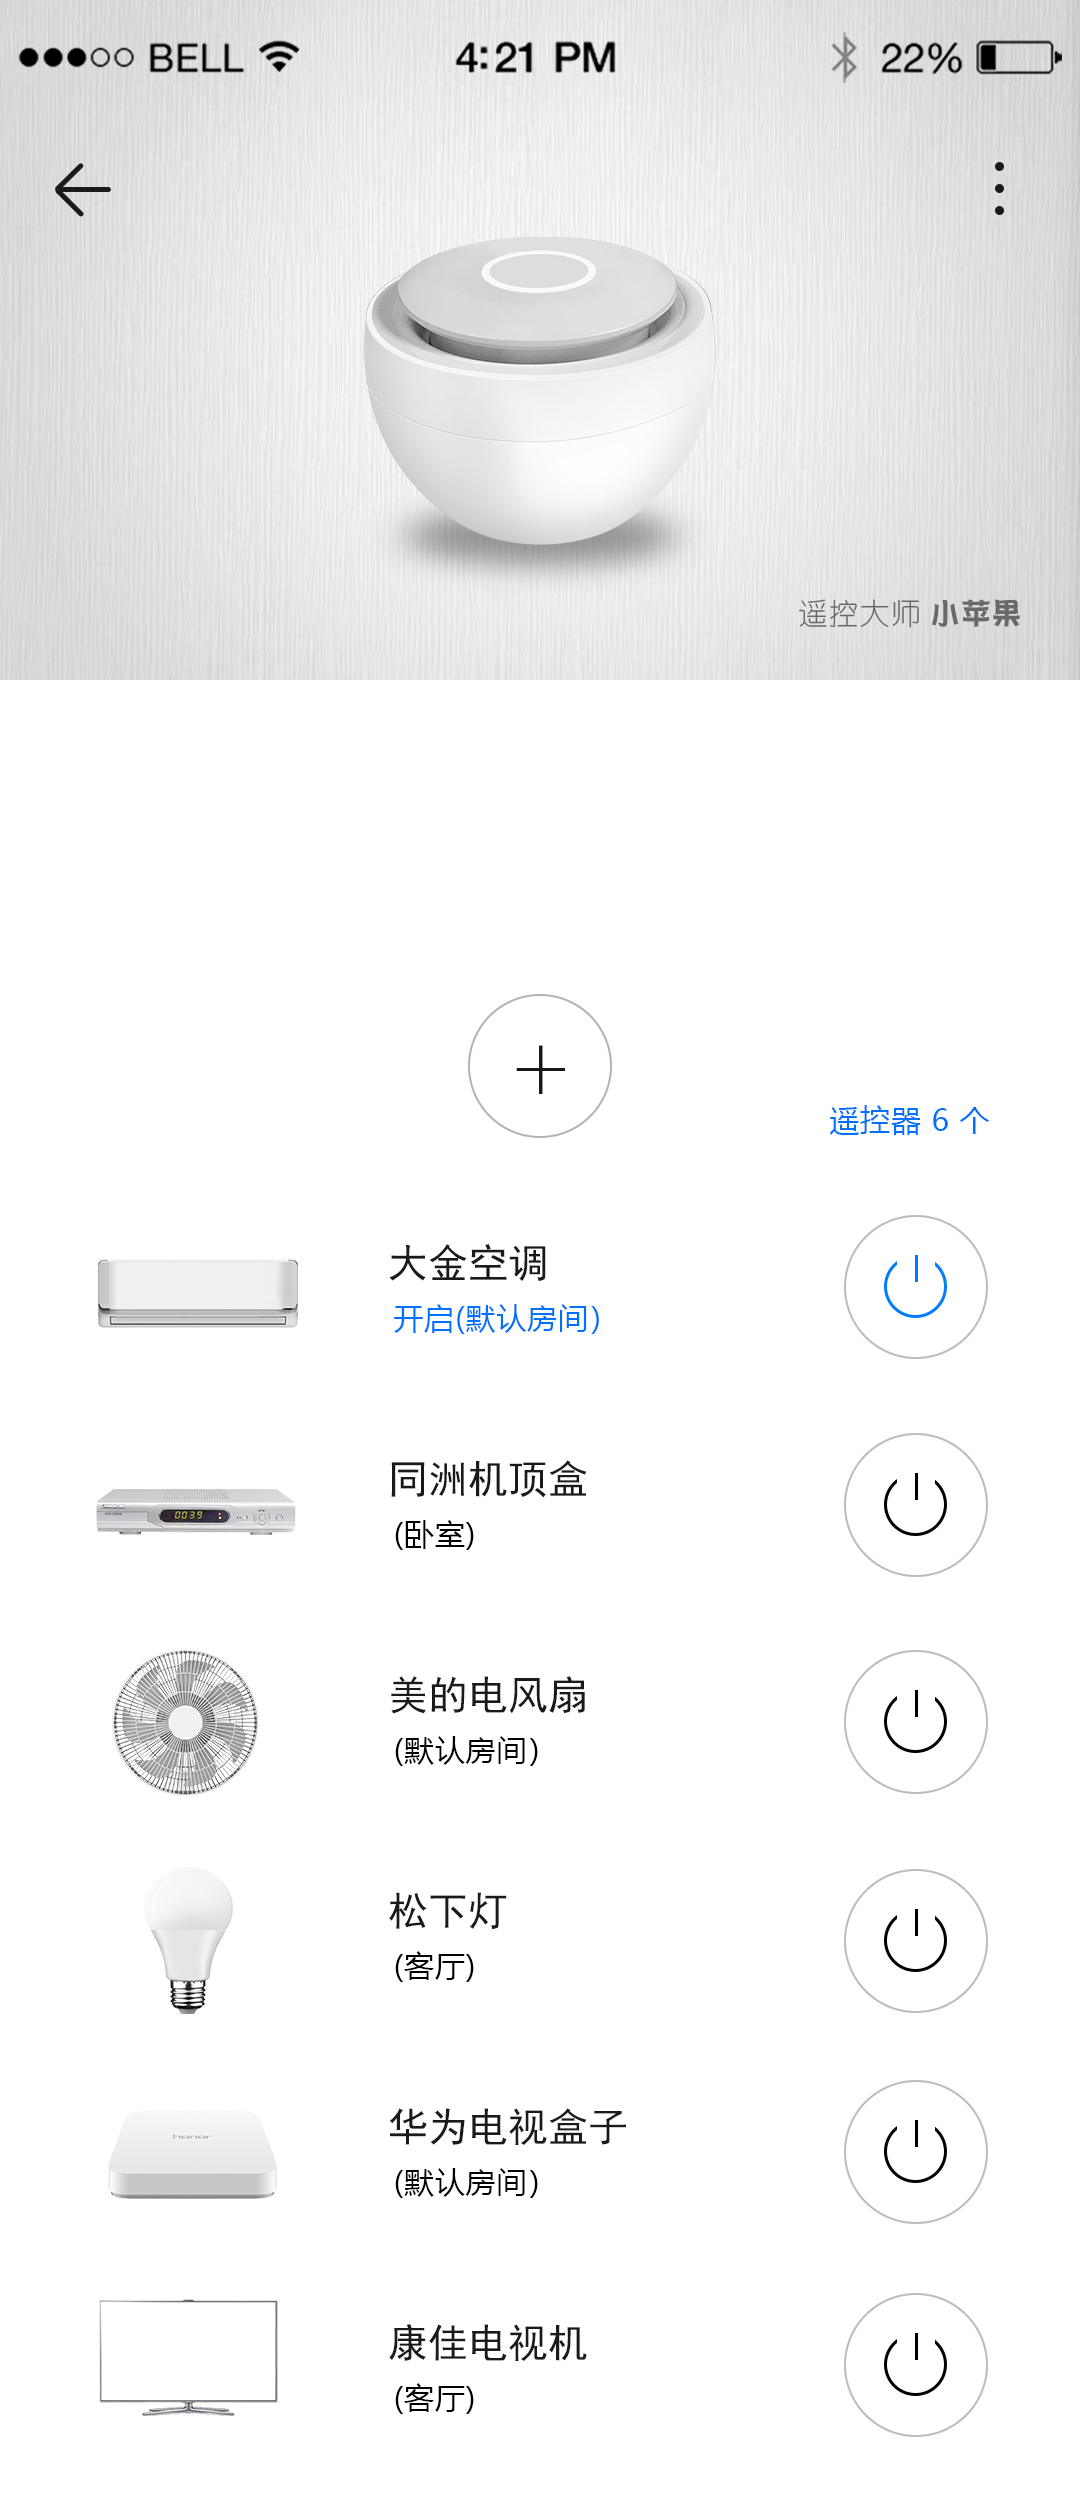 BELL 4:21 PM 22%
遥控大师 小苹果
遥控器 6 个
大金空调
开启(默认房间)
同洲机顶盒
(卧室)
0039
美的电风扇
(默认房间)
松下灯
(客厅)
华为电视盒子
(默认房间)
honor
康佳电视机
(客厅)